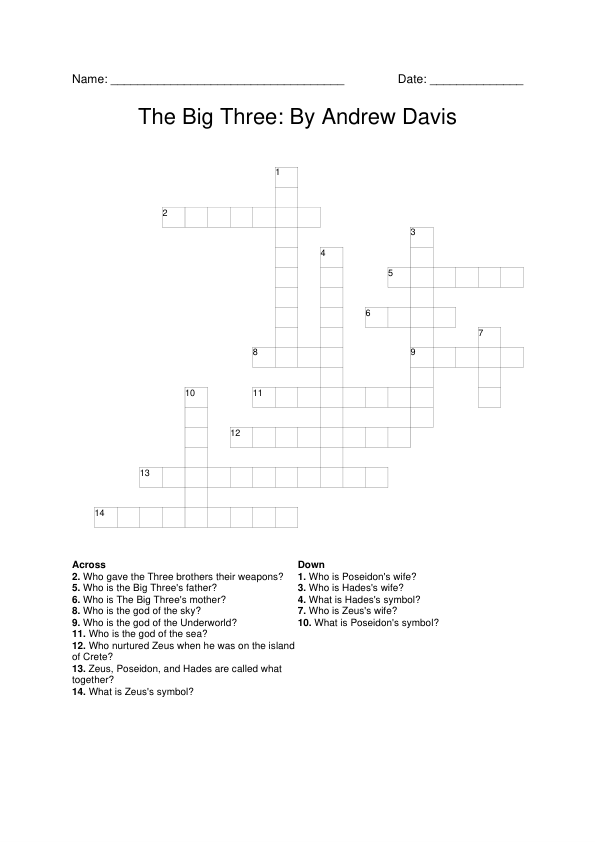 Name: ___________________________________ Date: ______________
The Big Three: By Andrew Davis
1
2
3
4
5
6
7
8
9
10
11
12
13
14
Across
2. Who gave the Three brothers their weapons?
5. Who is the Big Three's father?
6. Who is The Big Three's mother?
8. Who is the god of the sky?
9. Who is the god of the Underworld?
11. Who is the god of the sea?
12. Who nurtured Zeus when he was on the island
of Crete?
13. Zeus, Poseidon, and Hades are called what
together?
14. What is Zeus's symbol?
Down
1. Who is Poseidon's wife?
3. Who is Hades's wife?
4. What is Hades's symbol?
7. Who is Zeus's wife?
10. What is Poseidon's symbol?